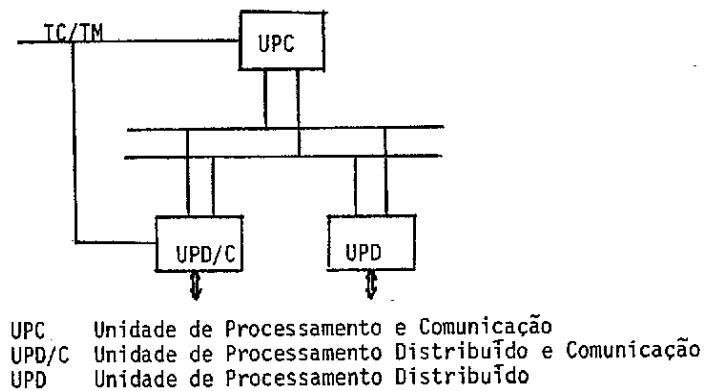 TC/TM
UPC
UPD/C
UPD
UPC Unidade de Processamento e Comunicação
UPD/C Unidade de Processamento Distribuído e Comunicação
UPD Unidade de Processamento Distribuído